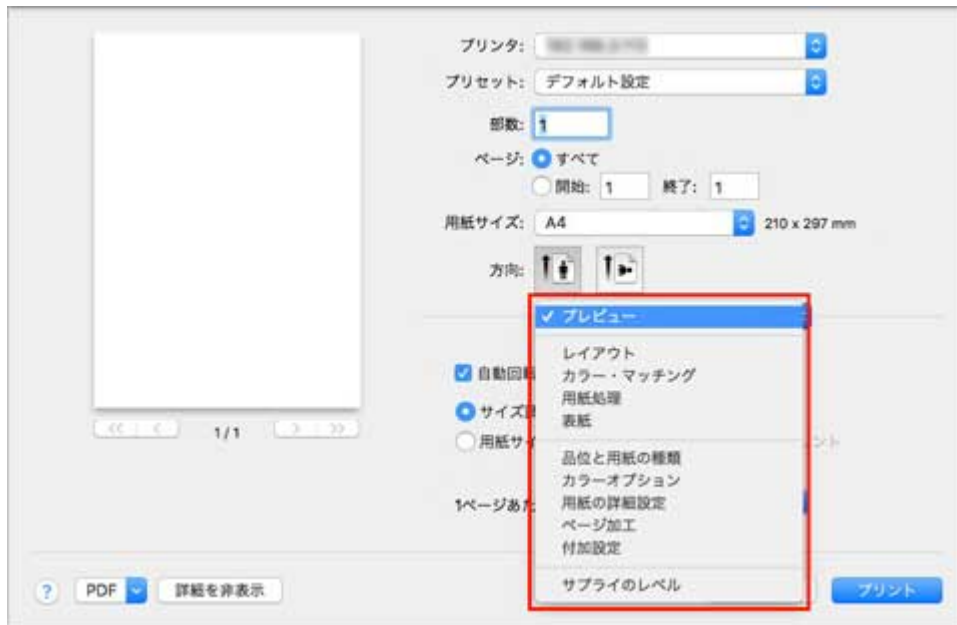 プリンタ:
プリセット: デフォルト設定
部数: 1
ページ: すべて
開始: 1 終了: 1
用紙サイズ: A4 210 x 297 mm
方向:
✓ プレビュー
レイアウト
自動回 カラー・マッチング
用紙処理
サイズ 表紙
1/1
用紙サイ
品位と用紙の種類
カラーオプション
1ページあた 用紙の詳細設定
ページ加工
付加設定
? PDF 詳細を非表示 サプライのレベル プリント